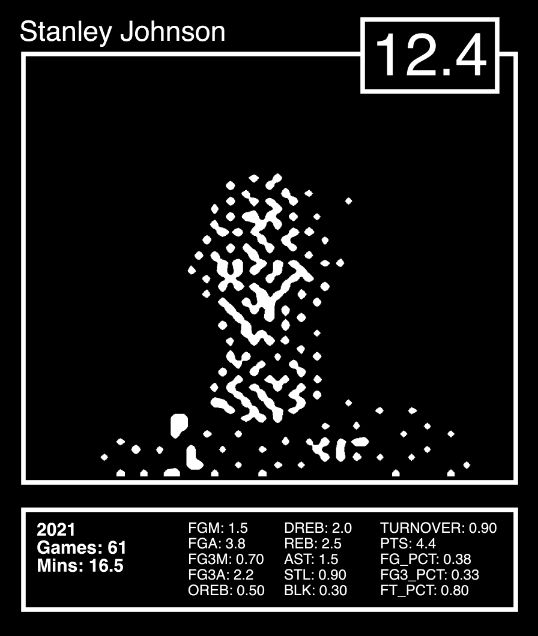 Stanley Johnson
12.4
2021
Games: 61
Mins: 16.5
FGM: 1.5
FGA: 3.8
FG3M: 0.70
FG3A: 2.2
OREB: 0.50
DREB: 2.0
REB: 2.5
AST: 1.5
STL: 0.90
BLK: 0.30
TURNOVER: 0.90
PTS: 4.4
FG_PCT: 0.38
FG3_PCT: 0.33
FT_PCT: 0.80